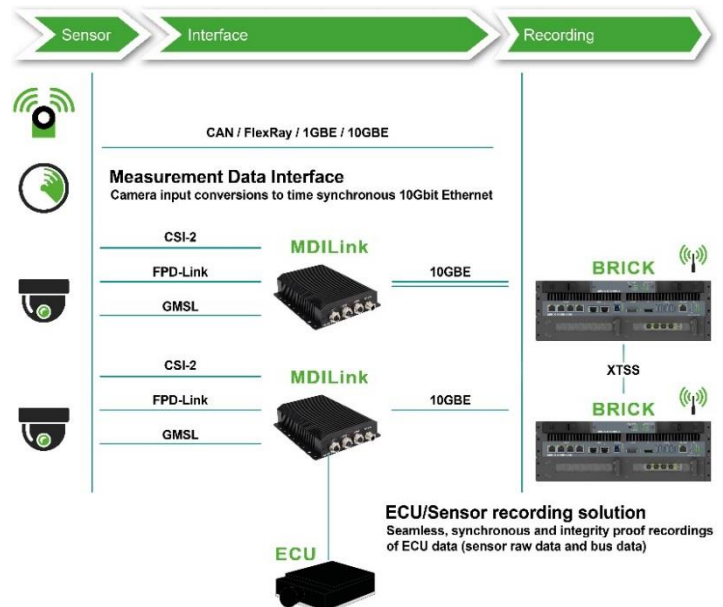 Sensor
Interface
Recording
CAN / FlexRay / 1GBE / 10GBE
Measurement Data Interface
Camera input conversions to time synchronous 10Gbit Ethernet
CSI-2
MDILink
FPD-Link
10GBE
BRICK
GMSL
XTSS
CSI-2
MDILink
FPD-Link
10GBE
BRICK
GMSL
ECU/Sensor recording solution
Seamless, synchronous and integrity proof recordings
of ECU data (sensor raw data and bus data)
ECU